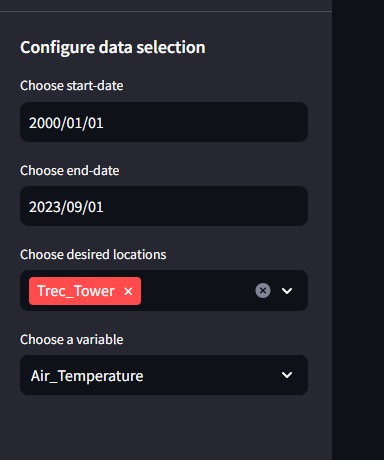 Configure data selection
Choose start-date
2000/01/01
Choose end-date
2023/09/01
Choose desired locations
Trec_Tower ×
Choose a variable
Air_Temperature